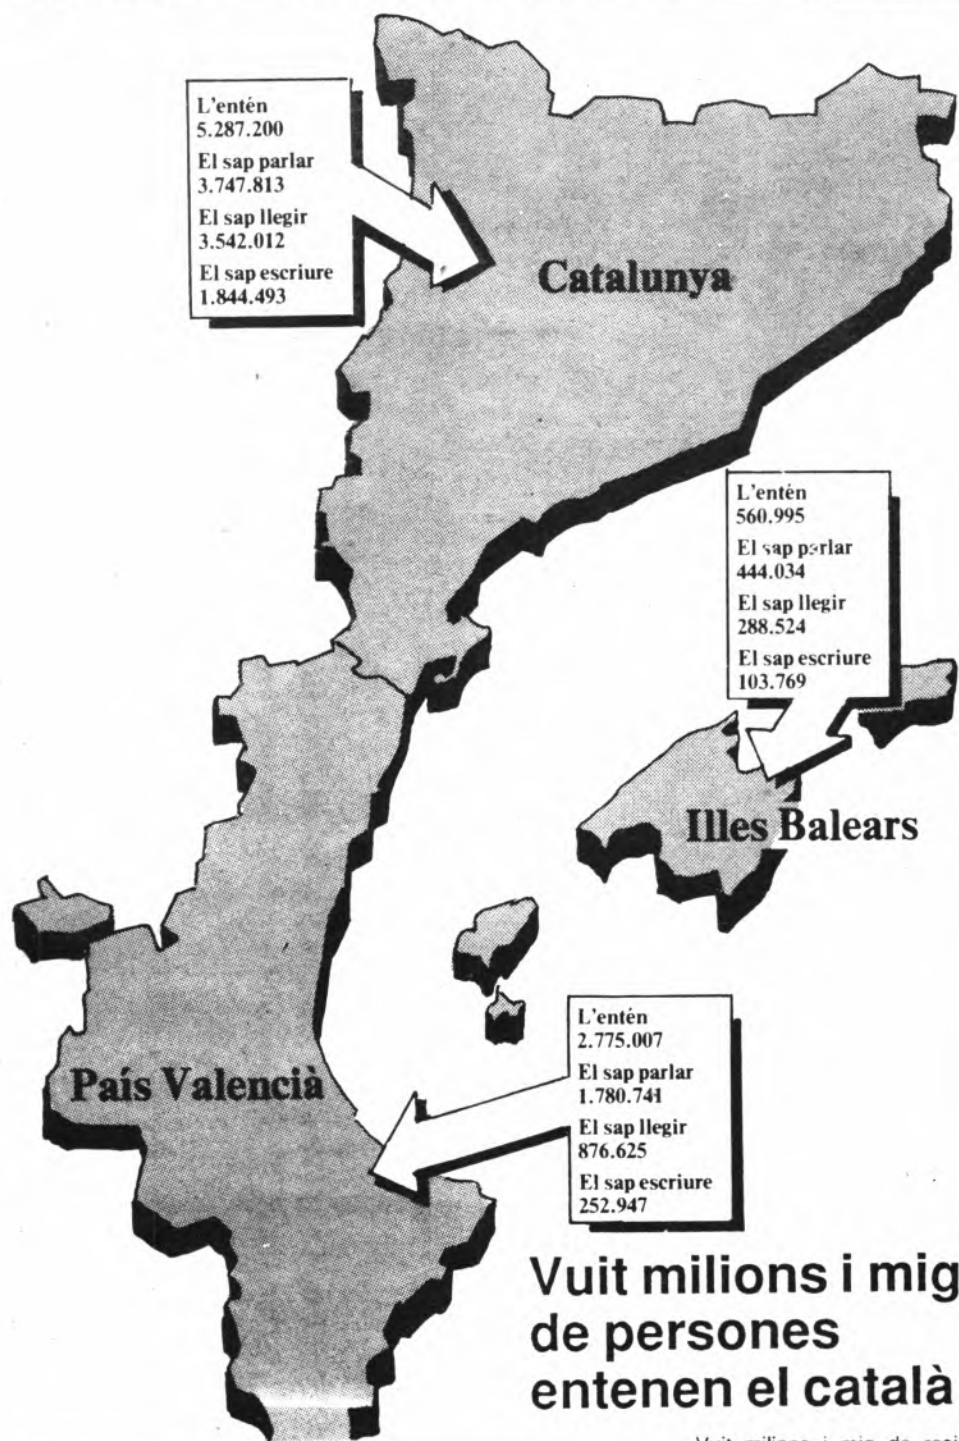 L'entén
5.287.200
El sap parlar
3.747.813
El sap llegir
3.542.012
El sap escriure
1.844.493
Catalunya
L'entén
560.995
El sap parlar
444.034
El sap llegir
288.524
El sap escriure
103.769
Illes Balears
L'entén
2.775.007
El sap parlar
1.780.741
El sap llegir
876.625
El sap escriure
252.947
País Valencià
Vuit milions i mig
de persones
entenen el català